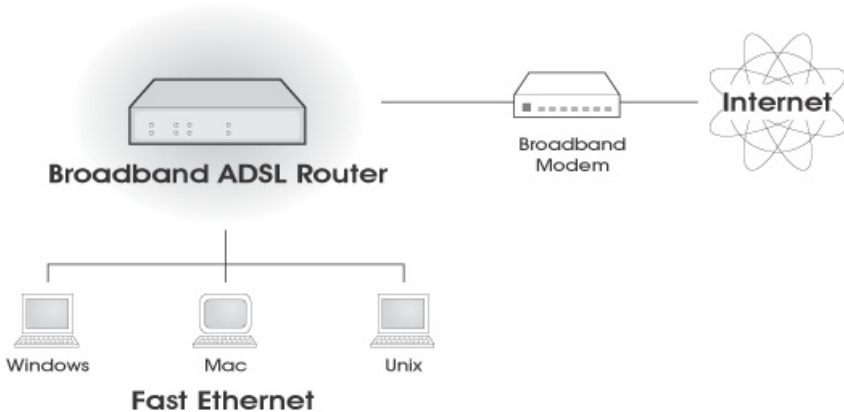 Internet
Broadband
Modem
Broadband ADSL Router
Windows
Mac
Unix
Fast Ethernet